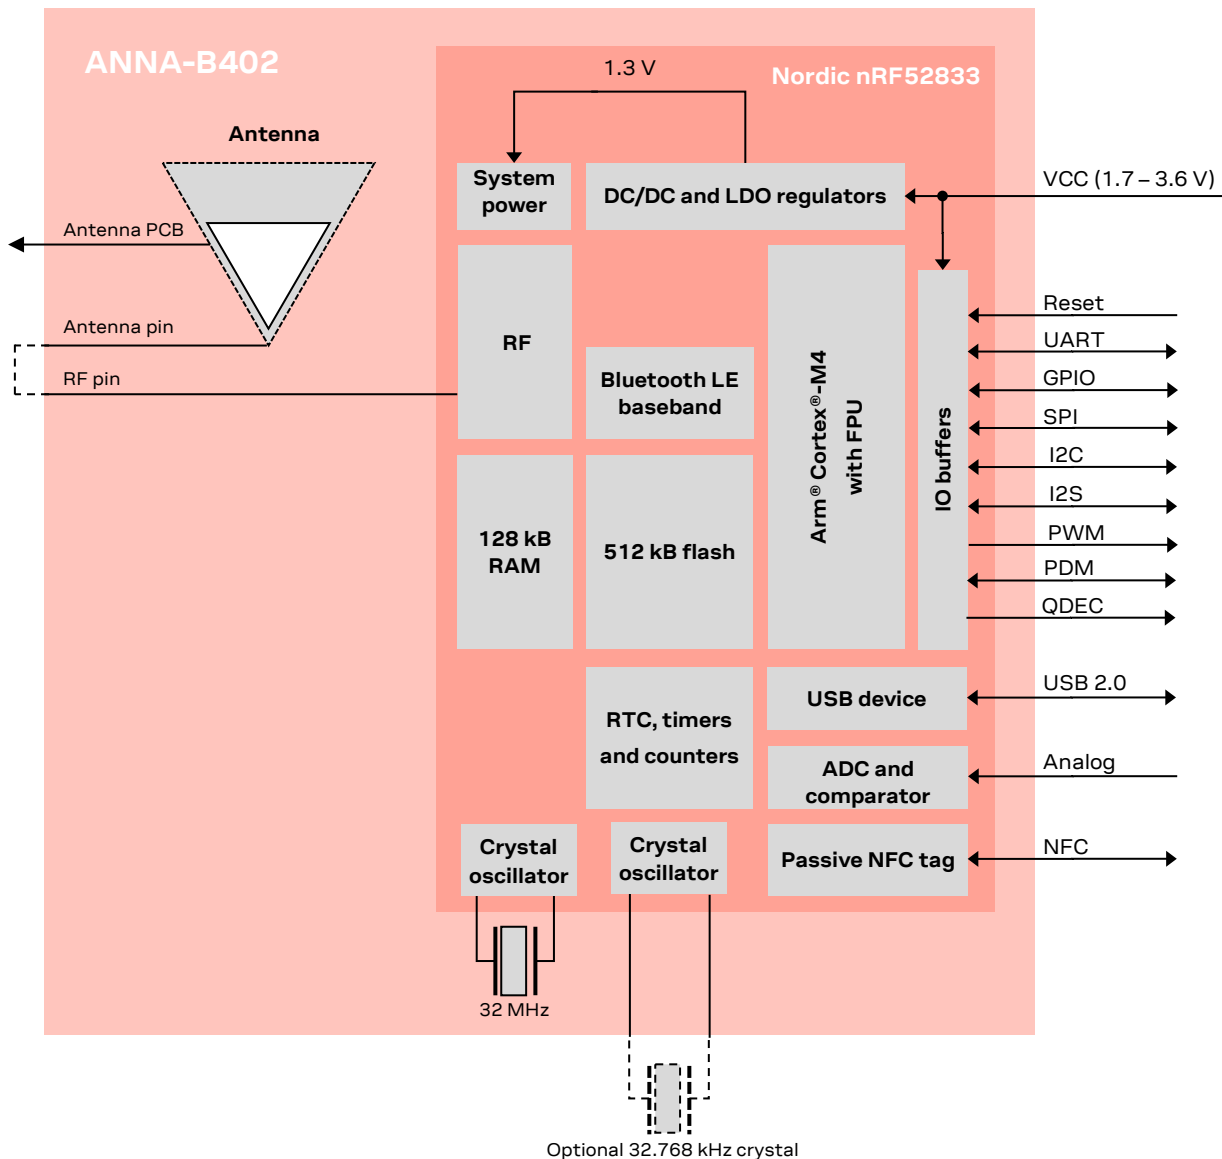 ANNA-B402
Nordic nRF52833
1.3 V
Antenna
System
power
DC/DC and LDO regulators
VCC (1.7 – 3.6 V)
Antenna PCB
Antenna pin
RF pin
RF
Bluetooth LE
baseband
Arm® Cortex®-M4
with FPU
IO buffers
Reset
UART
GPIO
SPI
I2C
I2S
PWM
PDM
QDEC
128 kB
RAM
512 kB flash
RTC, timers
and counters
USB device
USB 2.0
ADC and
comparator
Analog
Crystal
oscillator
Crystal
oscillator
Passive NFC tag
NFC
32 MHz
Optional 32.768 kHz crystal